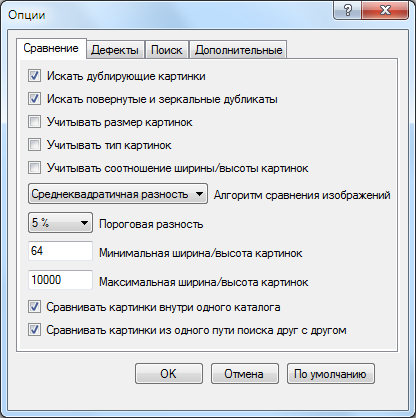 Опции
Сравнение Дефекты Поиск Дополнительные
Искать дублирующие картинки
Искать повернутые и зеркальные дубликаты
Учитывать размер картинок
Учитывать тип картинок
Учитывать соотношение ширины/высоты картинок
Среднеквадратичная разность Алгоритм сравнения изображений
5 % Пороговая разность
64 Минимальная ширина/высота картинок
10000 Максимальная ширина/высота картинок
Сравнивать картинки внутри одного каталога
Сравнивать картинки из одного пути поиска друг с другом
OK Отмена По умолчанию